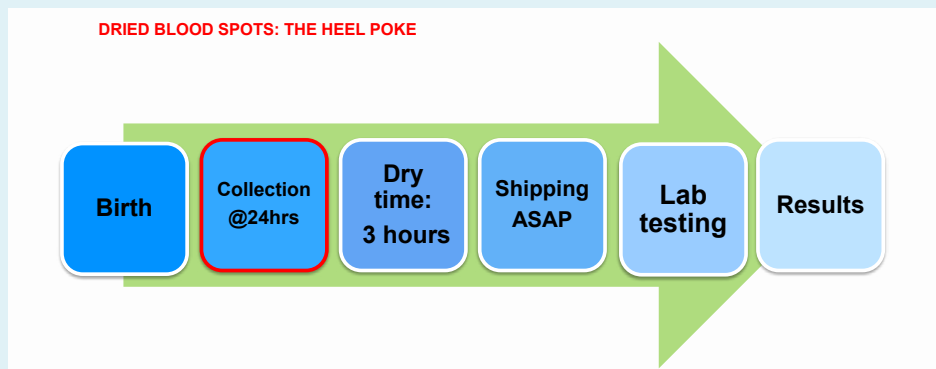 DRIED BLOOD SPOTS: THE HEEL POKE
Birth
Collection
@24hrs
Dry
time:
3 hours
Shipping
ASAP
Lab
testing
Results